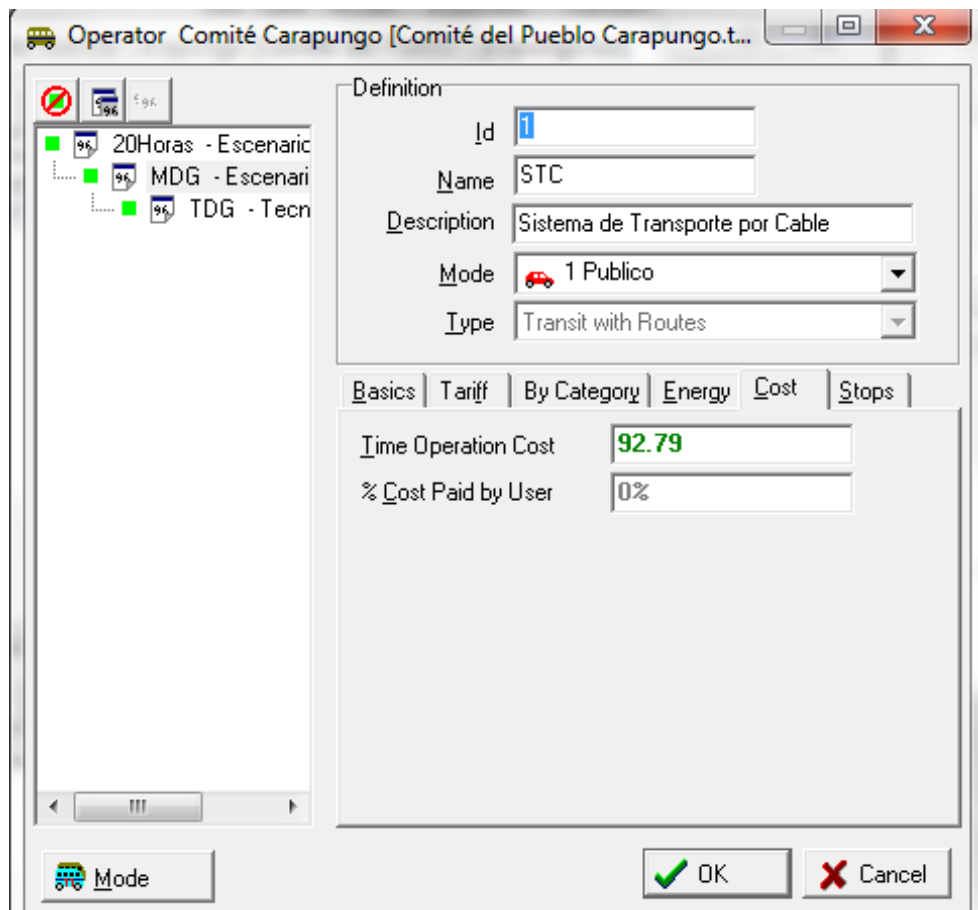 Operator Comité Carapungo [Comité del Pueblo Carapungo.t...
20Horas - Escenaric
MDG - Escenari
TDG - Tecn
Definition
Id 1
Name STC
Description Sistema de Transporte por Cable
Mode 1 Publico
Type Transit with Routes
Basics Tariff By Category Energy Cost Stops
Time Operation Cost 92.79
% Cost Paid by User 0%
Mode OK Cancel